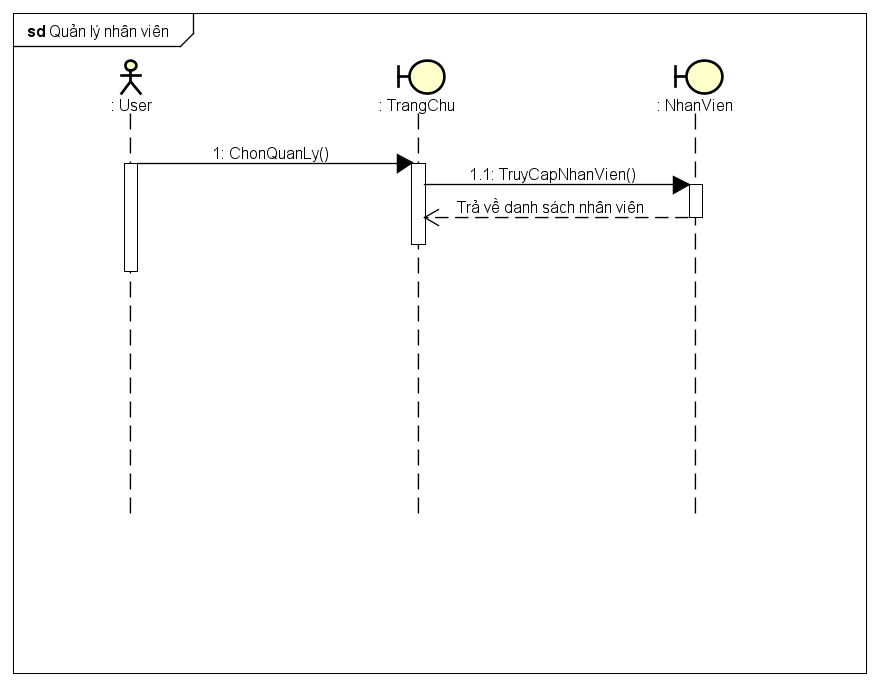 sd Quản lý nhân viên
: User
: TrangChu
: NhanVien
1: ChonQuanLy()
1.1: TruyCapNhanVien()
Trả về danh sách nhân viên